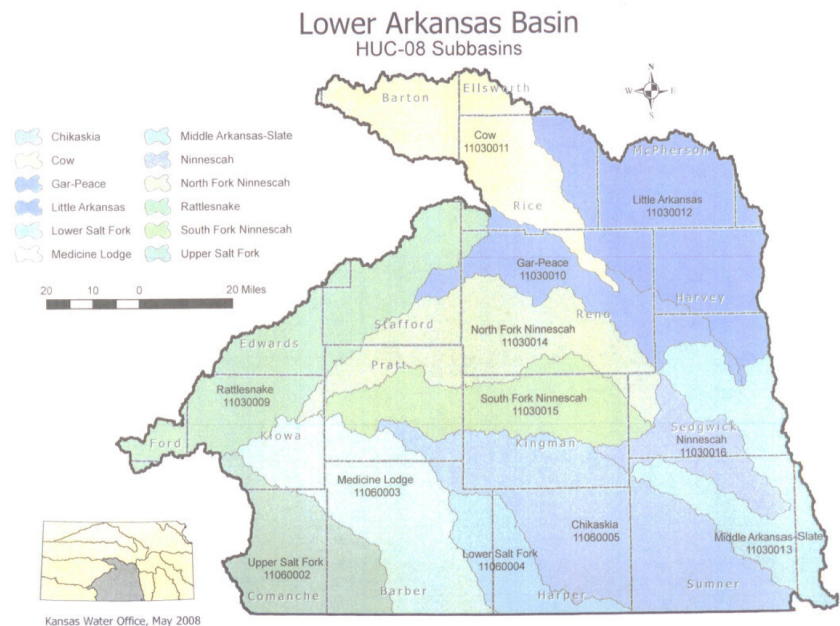 Lower Arkansas Basin
HUC-08 Subbasins
N
W E
S
Chikaskia
Cow
Gar-Peace
Little Arkansas
Lower Salt Fork
Medicine Lodge
Middle Arkansas-Slate
Ninnescah
North Fork Ninnescah
Rattlesnake
South Fork Ninnescah
Upper Salt Fork
20 10 0 20 Miles
Barton
Ellsworth
Cow
11030011
McPherson
Rice
Little Arkansas
11030012
Gar-Peace
11030010
Harvey
Reno
Stafford
North Fork Ninnescah
11030014
Edwards
Pratt
Rattlesnake
11030009
South Fork Ninnescah
11030015
Sedgwick
Ninnescah
11030016
Ford
Kiowa
Kingman
Medicine Lodge
11060003
Chikaskia
11060005
Middle Arkansas-Slate
11030013
Upper Salt Fork
11060002
Lower Salt Fork
11060004
Comanche
Barber
Harper
Sumner
Kansas Water Office, May 2008